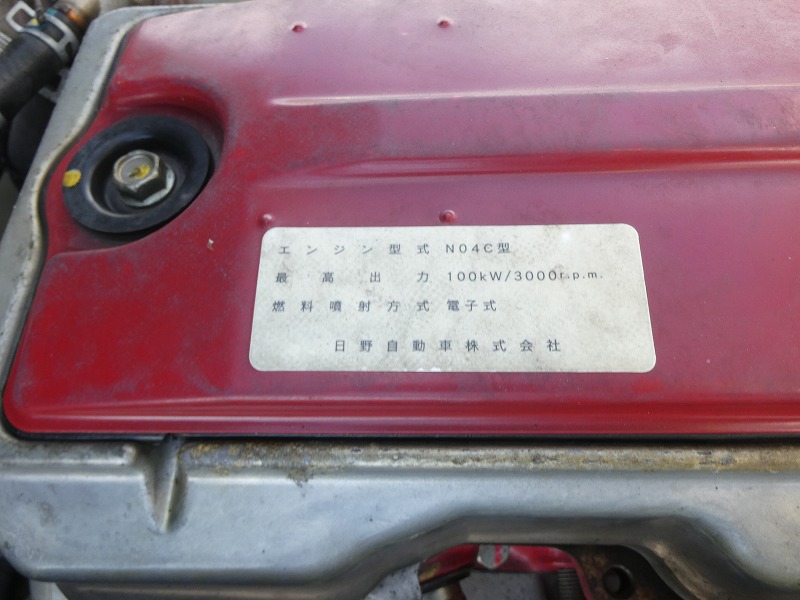 エンジン型式 N04C型
最高出力 100kW/3000r.p.m.
燃料噴射方式 電子式
日野自動車株式会社